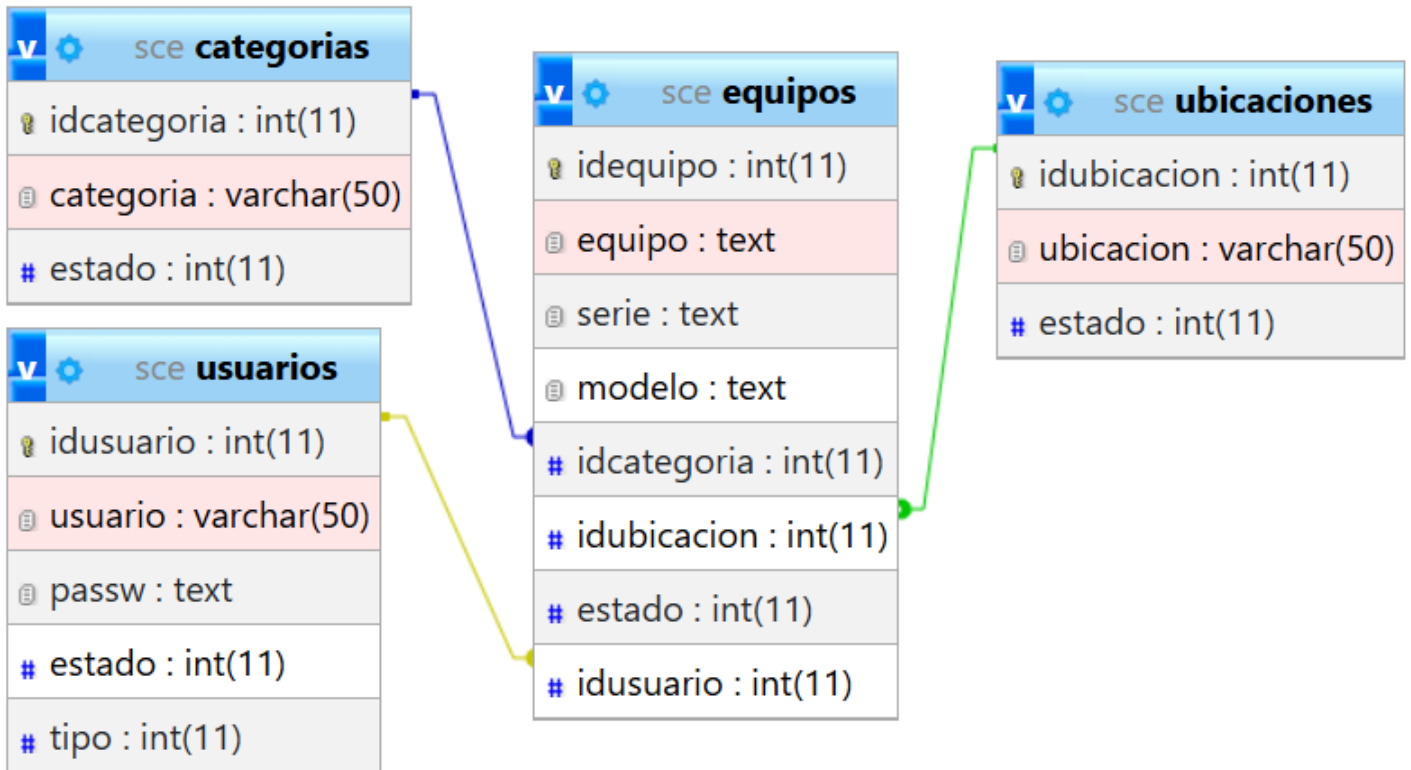 sce categorias
idcategoria : int(11)
categoria : varchar(50)
estado : int(11)
sce usuarios
idusuario : int(11)
usuario : varchar(50)
passw : text
estado : int(11)
tipo : int(11)
sce equipos
idequipo : int(11)
equipo : text
serie : text
modelo : text
idcategoria : int(11)
idubicacion : int(11)
estado : int(11)
idusuario : int(11)
sce ubicaciones
idubicacion : int(11)
ubicacion : varchar(50)
estado : int(11)